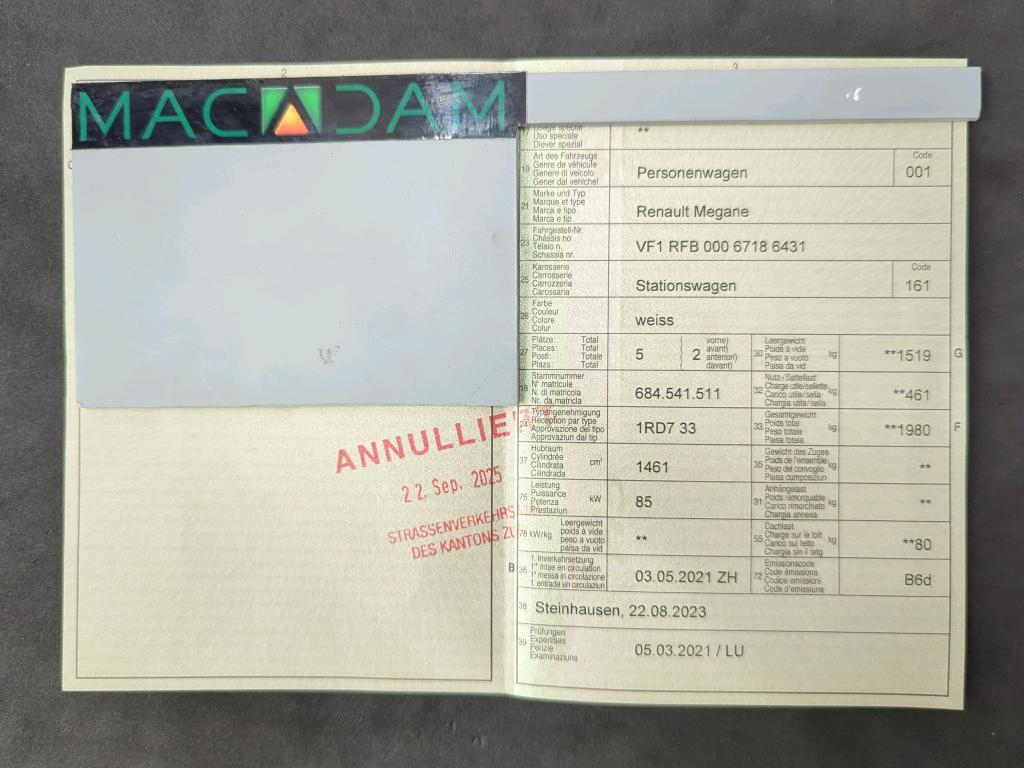 2
3
MACADAM
Usage spécial
Uso speciale
Diever spezial
**
19
Art des Fahrzeugs
Genre de véhicule
Genere di veicolo
Gener dal vehichel
Personenwagen
Code
001
21
Marke und Typ
Marque et type
Marca e tipo
Marca e tip
Renault Megane
23
Fahrgestell-Nr.
Châssis no
Telaio n.
Schassis nr.
VF1 RFB 000 6718 6431
25
Karosserie
Carrosserie
Carrozzeria
Carossaria
Stationswagen
Code
161
26
Farbe
Couleur
Colore
Colur
weiss
27
Plätze: Total
Places: Total
Posti: Totale
Plazs: Total
5
2
vorne)
avant)
anteriori)
davant)
30
Leergewicht
Poids à vide
Peso a vuoto
Paisa da vid
kg
**1519
G
18
Stammnummer
N° matricule
N. di matricola
Nr. da matricla
684.541.511
32
Nutz-/Sattellast
Charge utile/sellette
Carico utile/sella
Chargia utila/sella
kg
**461
24
Typengenehmigung
Réception par type
Approvazione del tipo
Approvaziun dal tip
1RD7 33
33
Gesamtgewicht
Poids total
Peso totale
Paisa totala
kg
**1980
F
37
Hubraum
Cylindrée
Cilindrata
Cilindrada
cm³
1461
35
Gewicht des Zuges
Poids de l'ensemble
Peso del convoglio
Paisa cumposiziun
kg
**
76
Leistung
Puissance
Potenza
Prestaziun
kW
85
31
Anhängelast
Poids remorquable
Carico rimorchiato
Chargia annexa
kg
**
78 kW/kg
Leergewicht
poids à vide
peso a vuoto
paisa da vid
**
55
Dachlast
Charge sur le toit
Carico sul tetto
Chargia sin il tetg
kg
**80
B
36
1. Inverkehrsetzung
1re mise en circulation
1a messa in circolazione
1. entrada en circulaziun
03.05.2021 ZH
72
Emissionscode
Code émissions
Codice emissioni
Code d'emissiuns
B6d
38
Steinhausen, 22.08.2023
39
Prüfungen
Expertises
Perizie
Examinaziuns
05.03.2021 / LU
ANNULLIE
22. Sep. 2025
STRASSENVERKEHRS
DES KANTONS ZU